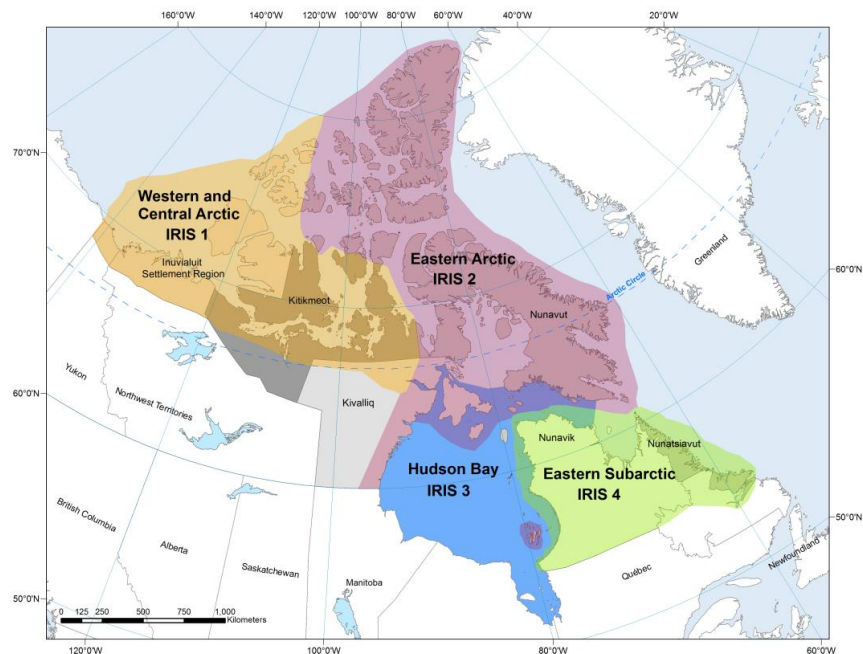 160°0'W 140°0'W 120°0'W 100°0'W 80°0'W 60°0'W 40°0'W 20°0'W
70°0'N
60°0'N
50°0'N
60°0'N
50°0'N
Western and
Central Arctic
IRIS 1
Inuvialuit
Settlement Region
Kitikmeot
Eastern Arctic
IRIS 2
Nunavut
Arctic Circle
Greenland
Yukon
Northwest Territories
Kivalliq
Hudson Bay
IRIS 3
Nunavik
Nunatsiavut
Eastern Subarctic
IRIS 4
British Columbia
Alberta
Saskatchewan
Manitoba
Québec
Newfoundland
0 125 250 500 750 1,000
Kilometers
120°0'W 100°0'W 80°0'W 60°0'W